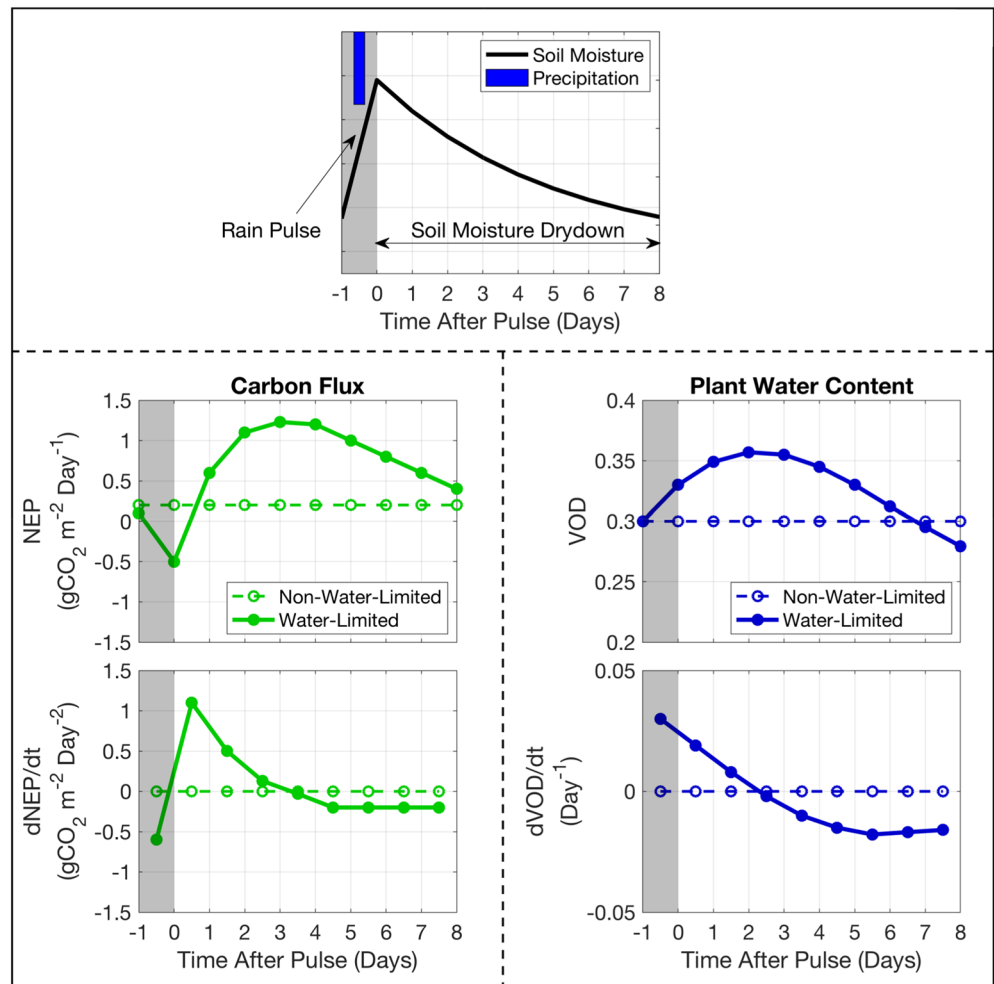 Soil Moisture
Precipitation
Rain Pulse
Soil Moisture Drydown
-1 0 1 2 3 4 5 6 7 8
Time After Pulse (Days)
Carbon Flux
NEP
(gCO2 m-2 Day-1)
1.5
1
0.5
0
-0.5
-1
-1.5
Non-Water-Limited
Water-Limited
-1 0 1 2 3 4 5 6 7 8
Plant Water Content
VOD
0.4
0.35
0.3
0.25
0.2
Non-Water-Limited
Water-Limited
-1 0 1 2 3 4 5 6 7 8
dNEP/dt
(gCO2 m-2 Day-2)
1.5
1
0.5
0
-0.5
-1
-1.5
-1 0 1 2 3 4 5 6 7 8
Time After Pulse (Days)
dVOD/dt
(Day-1)
0.05
0
-0.05
-1 0 1 2 3 4 5 6 7 8
Time After Pulse (Days)